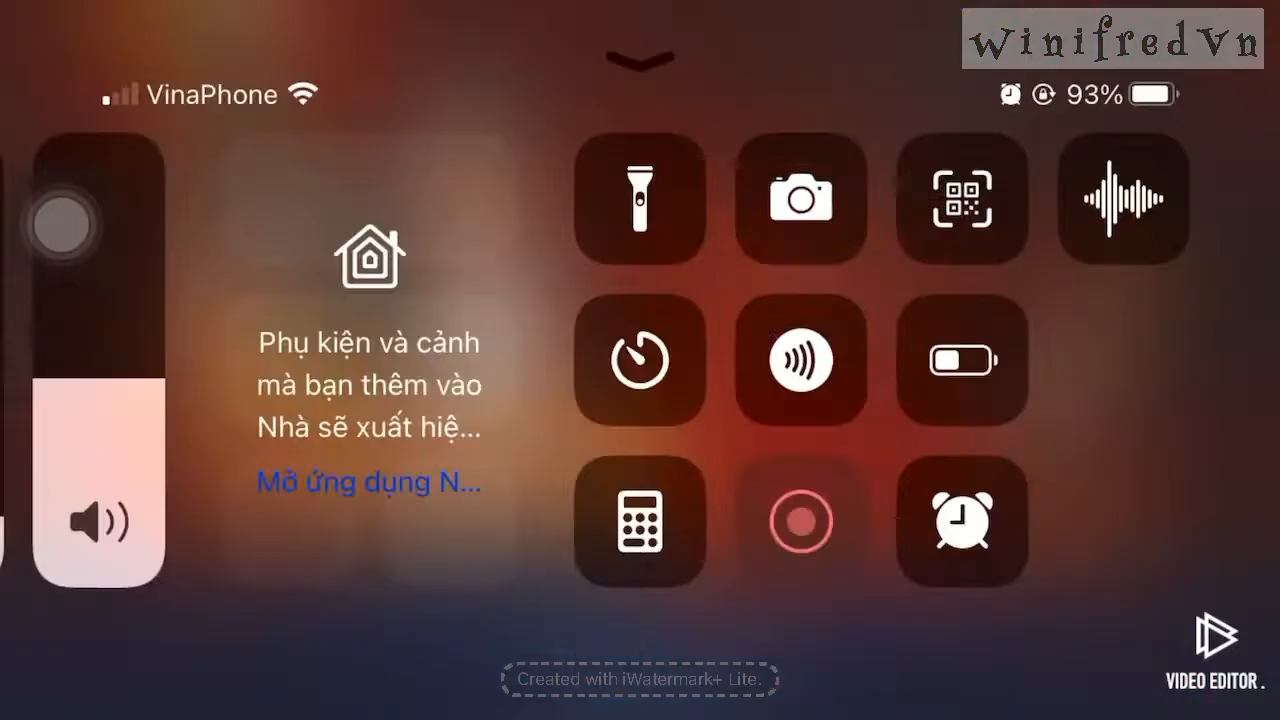 WinifredVn
VinaPhone
93%
Phụ kiện và cảnh
mà bạn thêm vào
Nhà sẽ xuất hiệ...
Mở ứng dụng N...
VIDEO EDITOR.
Created with iWatermark+ Lite.